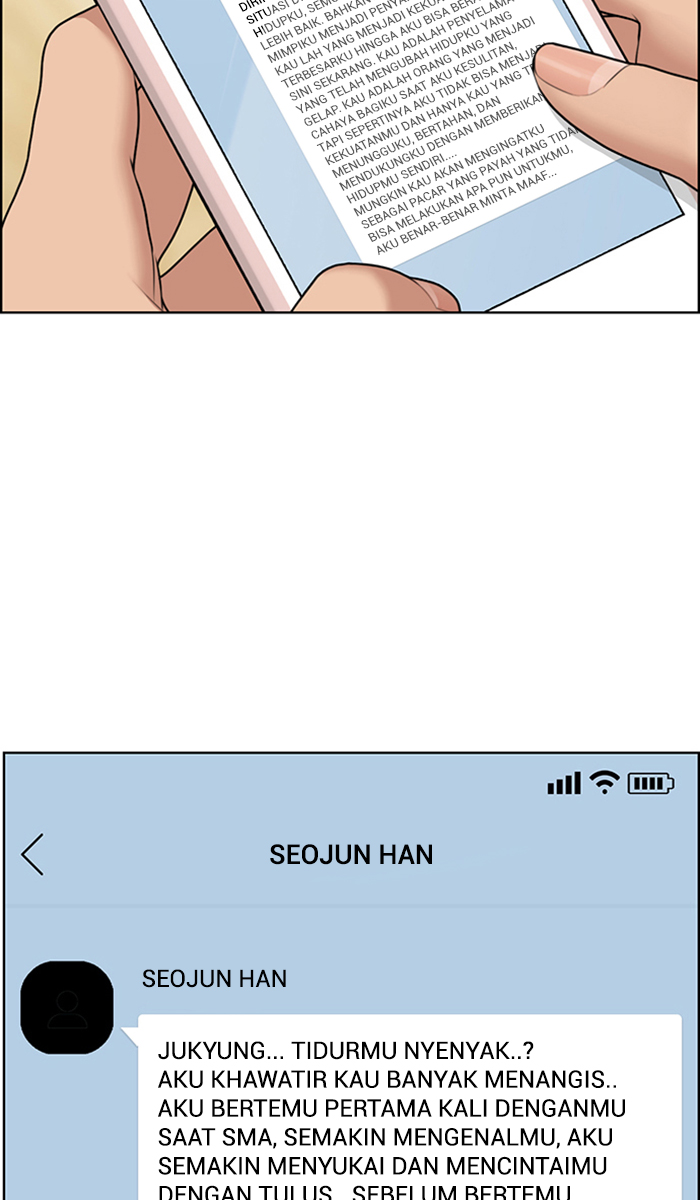 HIDUPKU,
LEBIH BAIK. BAHKAN
MIMPIKU MENJADI
KAU LAH YANG MENJADI
TERBESARKU HINGGA AKU BISA
SINI SEKARANG. KAU ADALAH
YANG TELAH MENGUBAH HIDUPKU YANG
GELAP. KAU ADALAH ORANG YANG MENJADI
CAHAYA BAGIKU SAAT AKU KESULITAN,
TAPI SEPERTINYA AKU TIDAK BISA MENJADI
KEKUATANMU DAN HANYA KAU YANG
MENUNGGUKU, BERTAHAN, DAN
MENDUKUNGKU DENGAN MEMBERIKAN
HIDUPMU SENDIRI....
MUNGKIN KAU AKAN MENGINGATKU
SEBAGAI PACAR YANG PAYAH YANG TIDAK
BISA MELAKUKAN APA PUN UNTUKMU,
AKU BENAR-BENAR MINTA MAAF...
SEOJUN HAN
SEOJUN HAN
JUKYUNG... TIDURMU NYENYAK..?
AKU KHAWATIR KAU BANYAK MENANGIS..
AKU BERTEMU PERTAMA KALI DENGANMU
SAAT SMA, SEMAKIN MENGENALMU, AKU
SEMAKIN MENYUKAI DAN MENCINTAIMU
DENGAN TULUS.. SEBELUM BERTEMU